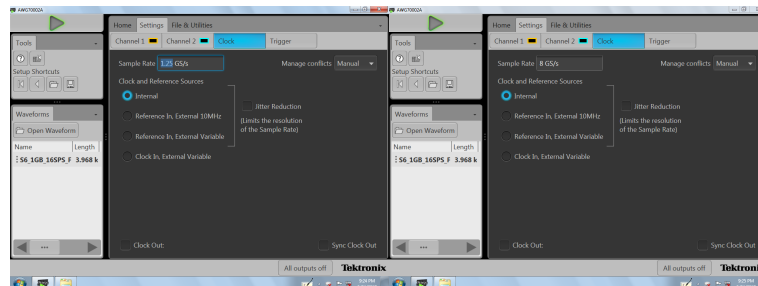 AWG70002A
Home Settings File & Utilities
Channel 1 Channel 2 Clock Trigger
Tools
Setup Shortcuts
Sample Rate 1.25 GS/s
Manage conflicts Manual
Clock and Reference Sources
Internal
Reference In, External 10MHz
Reference In, External Variable
Clock In, External Variable
Jitter Reduction
(Limits the resolution
of the Sample Rate)
Waveforms
Open Waveform
Name Length
S6_1GB_16SPS_F 3.968 k
Clock Out:
Sync Clock Out
All outputs off
Tektronix
AWG70002A
Home Settings File & Utilities
Channel 1 Channel 2 Clock Trigger
Tools
Setup Shortcuts
Sample Rate 8 GS/s
Manage conflicts Manual
Clock and Reference Sources
Internal
Reference In, External 10MHz
Reference In, External Variable
Clock In, External Variable
Jitter Reduction
(Limits the resolution
of the Sample Rate)
Waveforms
Open Waveform
Name Length
S6_1GB_16SPS_F 3.968 k
Clock Out:
Sync Clock Out
All outputs off
Tektroni